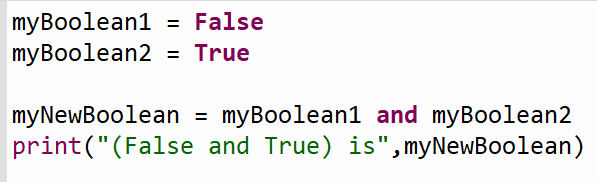 myBoolean1 = False
myBoolean2 = True
myNewBoolean = myBoolean1 and myBoolean2
print("(False and True) is",myNewBoolean)